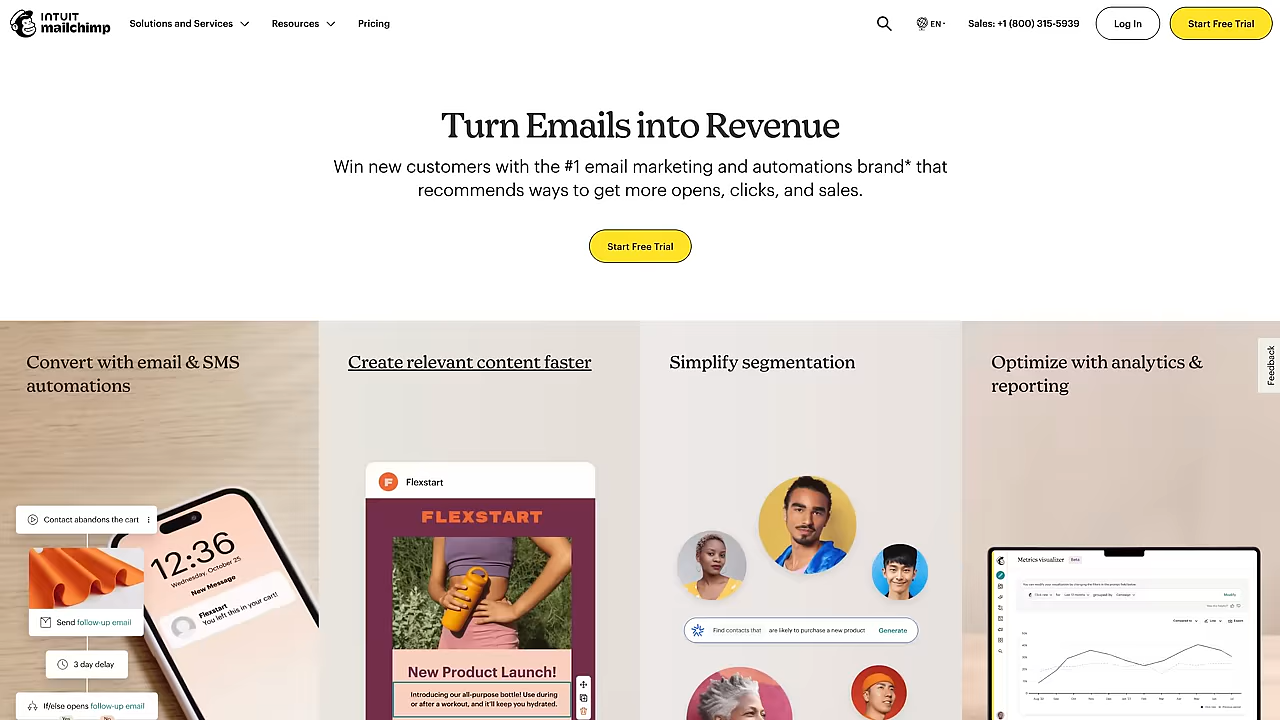 INTUIT
mailchimp
Solutions and Services
Resources
Pricing
EN
Sales: +1 (800) 315-5939
Log In
Start Free Trial
Turn Emails into Revenue
Win new customers with the #1 email marketing and automations brand* that
recommends ways to get more opens, clicks, and sales.
Start Free Trial
Convert with email & SMS
automations
Contact abandons the cart
12:36
Wednesday, October 25
New Message
Flexstart
You left this in your cart!
Send follow-up email
3 day delay
If/else opens follow-up email
Yes
No
Create relevant content faster
F
Flexstart
FLEXSTART
New Product Launch!
Introducing our all-purpose bottle! Use during
or after a workout, and it'll keep you hydrated.
Simplify segmentation
Find contacts that are likely to purchase a new product Generate
Optimize with analytics &
reporting
Metrics visualizer Beta
Modify
Feedback